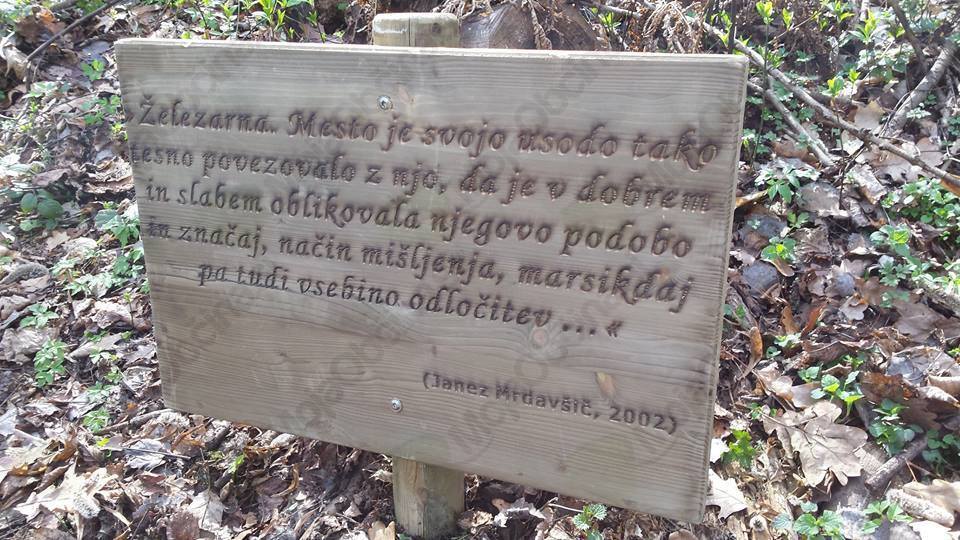 »Železarna. Mesto je svojo usodo tako
tesno povezovalo z njo, da je v dobrem
in slabem oblikovala njegovo podobo
in značaj, način mišljenja, marsikdaj
pa tudi vsebino odločitev ... «
(Janez Mrdavšič, 2002)